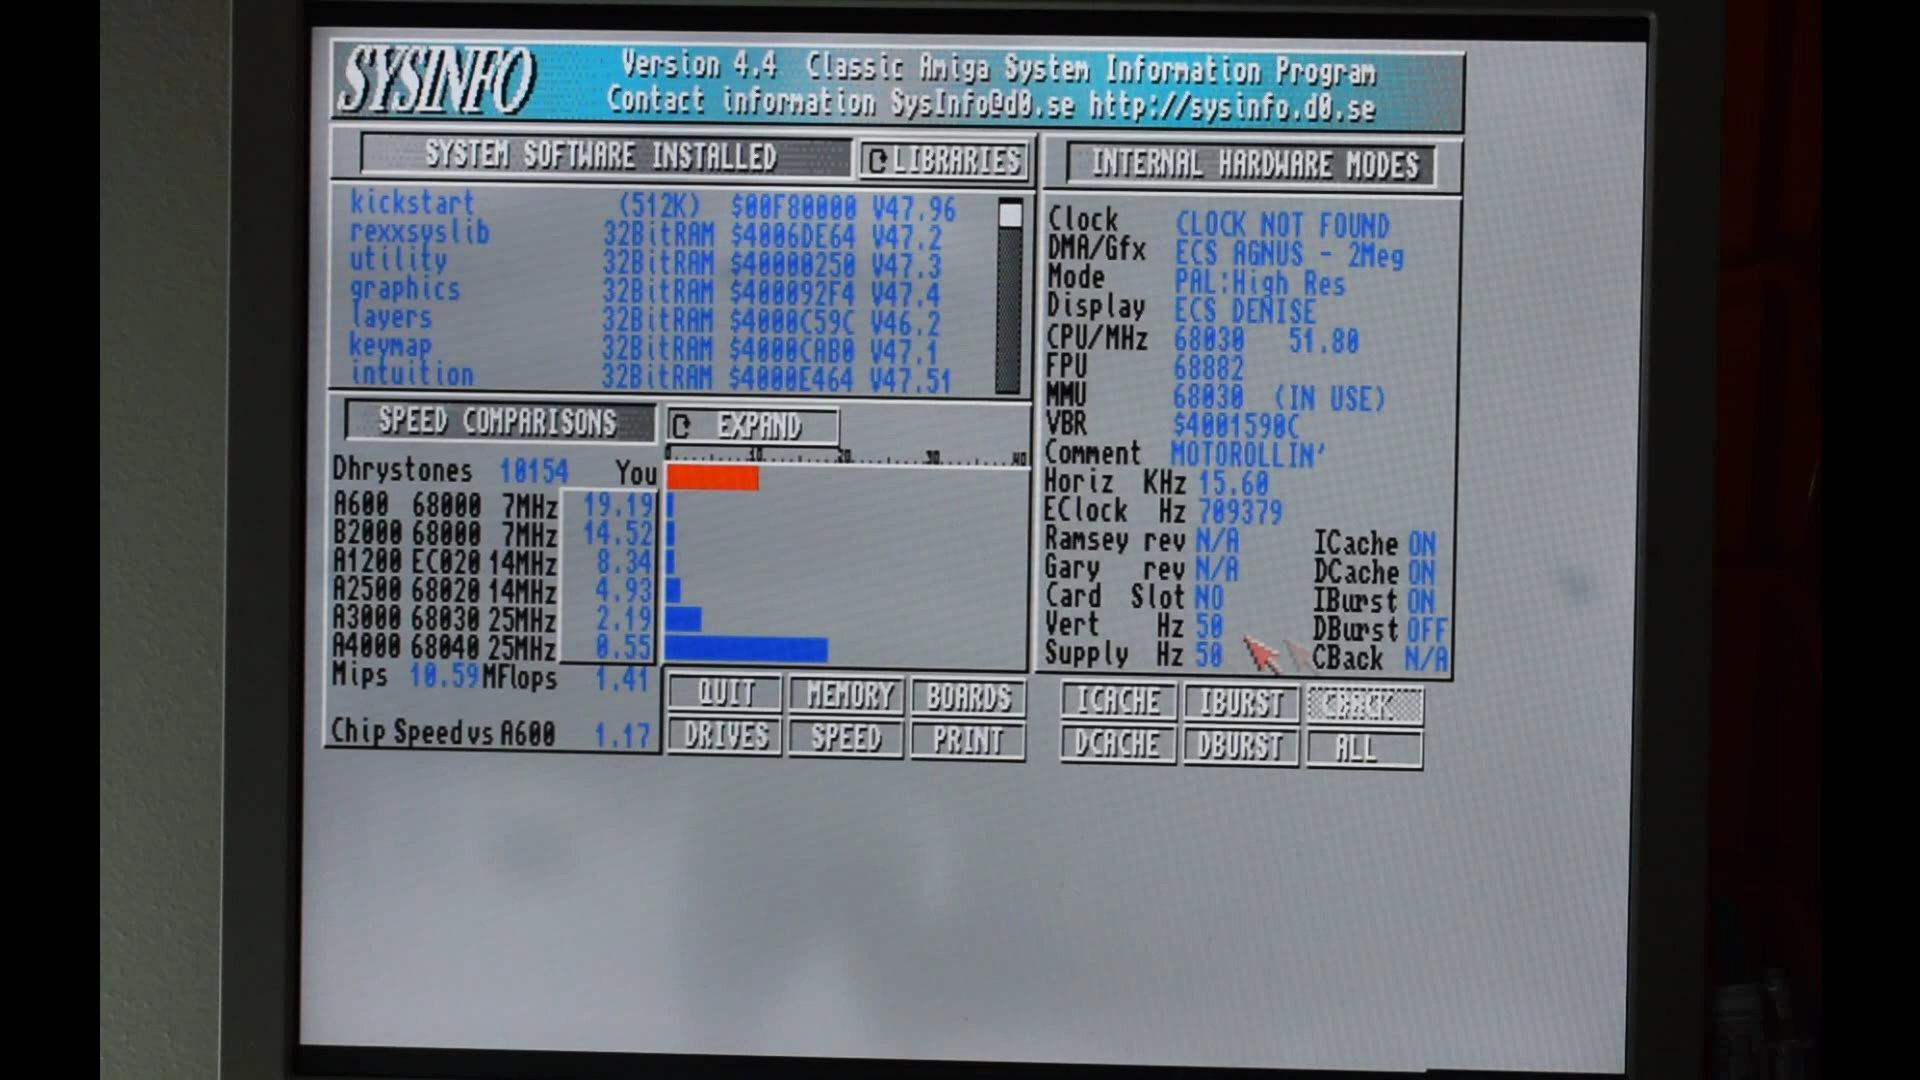 SYSINFO
Version 4.4 Classic Amiga System Information Program
Contact information SysInfo@d0.se http://sysinfo.d0.se
SYSTEM SOFTWARE INSTALLED
LIBRARIES
kickstart (512K) $00F80000 V47.96
rexxsyslib 32BitRAM $4006DE64 V47.2
utility 32BitRAM $40000250 V47.3
graphics 32BitRAM $400092F4 V47.4
layers 32BitRAM $4000C59C V46.2
keymap 32BitRAM $4000CAB0 V47.1
intuition 32BitRAM $4000E464 V47.51
INTERNAL HARDWARE MODES
Clock CLOCK NOT FOUND
DMA/Gfx ECS AGNUS - 2Meg
Mode PAL:High Res
Display ECS DENISE
CPU/MHz 68030 51.80
FPU 68882
MMU 68030 (IN USE)
VBR $4001590C
Comment MOTOROLLIN'
Horiz KHz 15.60
EClock Hz 709379
Ramsey rev N/A ICache ON
Gary rev N/A DCache ON
Card Slot NO IBurst ON
Vert Hz 50 DBurst OFF
Supply Hz 50 CBack N/A
SPEED COMPARISONS
EXPAND
0 10 20 30 40
Dhrystones 10154 You
A600 68000 7MHz 19.19
B2000 68000 7MHz 14.52
A1200 EC020 14MHz 8.34
A2500 68020 14MHz 4.93
A3000 68030 25MHz 2.19
A4000 68040 25MHz 0.55
Mips 10.59 MFlops 1.41
Chip Speed vs A600 1.17
QUIT MEMORY BOARDS
DRIVES SPEED PRINT
ICACHE IBURST CBACK
DCACHE DBURST ALL